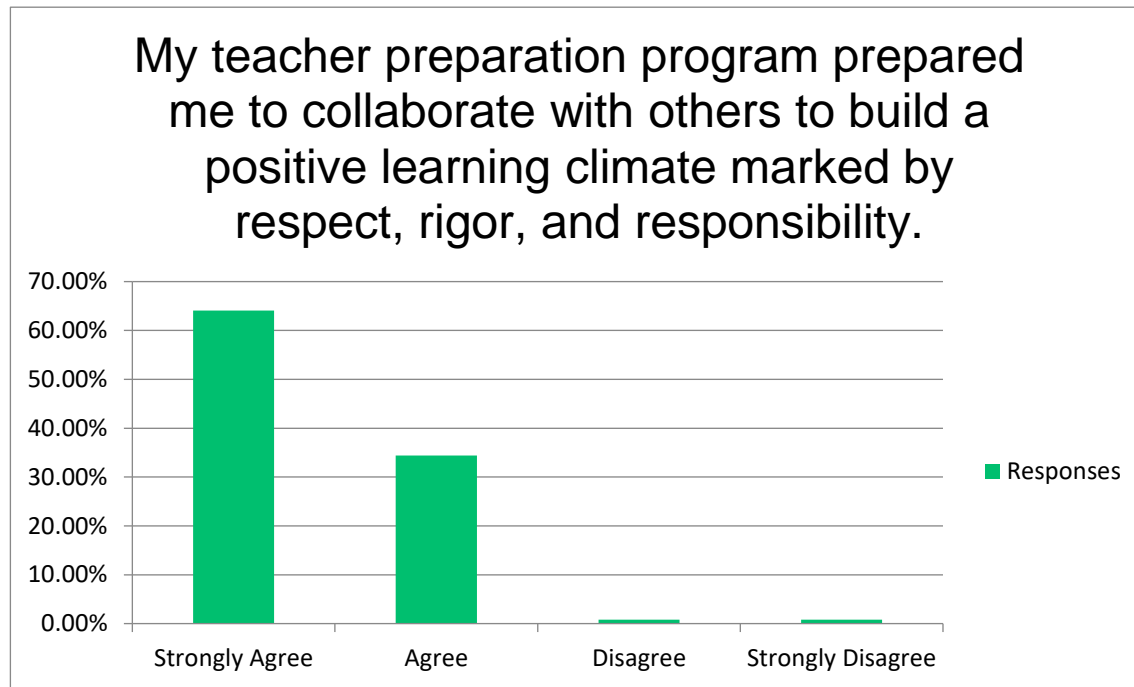 My teacher preparation program prepared
me to collaborate with others to build a
positive learning climate marked by
respect, rigor, and responsibility.
70.00%
60.00%
50.00%
40.00%
30.00%
20.00%
10.00%
0.00%
Strongly Agree
Agree
Disagree
Strongly Disagree
Responses